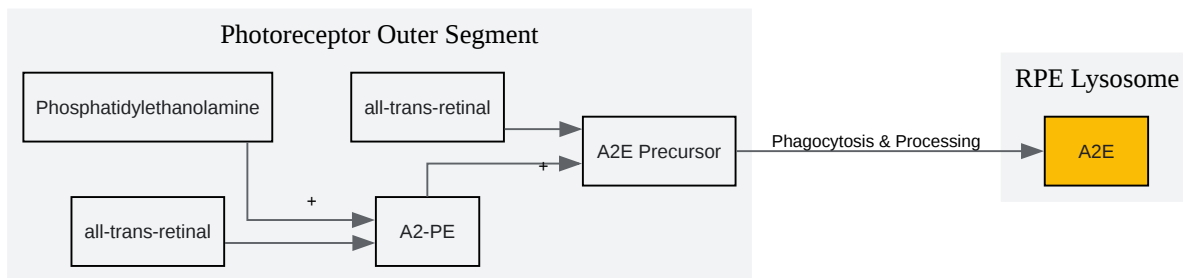 Photoreceptor Outer Segment
Phosphatidylethanolamine
all-trans-retinal
A2E Precursor
+
+
all-trans-retinal
A2-PE
Phagocytosis & Processing
RPE Lysosome
A2E